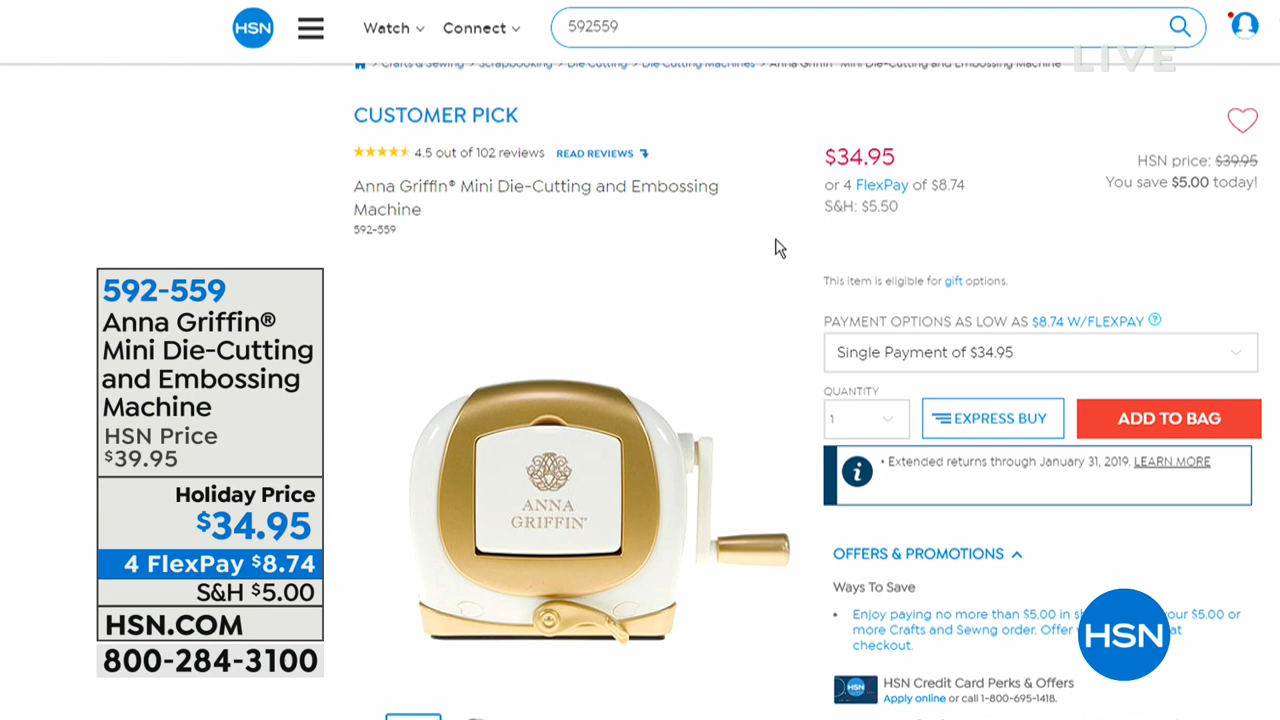 HSN
Watch
Connect
592559
LIVE
Crafts & Sewing > Scrapbooking > Die Cutting > Die Cutting Machines > Anna Griffin® Mini Die-Cutting and Embossing Machine
CUSTOMER PICK
4.5 out of 102 reviews READ REVIEWS
Anna Griffin® Mini Die-Cutting and Embossing
Machine
592-559
$34.95
or 4 FlexPay of $8.74
S&H: $5.50
HSN price: $39.95
You save $5.00 today!
This item is eligible for gift options.
PAYMENT OPTIONS AS LOW AS $8.74 W/FLEXPAY ?
Single Payment of $34.95
QUANTITY
1
EXPRESS BUY
ADD TO BAG
i
• Extended returns through January 31, 2019. LEARN MORE
OFFERS & PROMOTIONS
Ways To Save
• Enjoy paying no more than $5.00 in your $5.00 or
more Crafts and Sewng order. Offer at
checkout.
HSN
HSN
HSN Credit Card Perks & Offers
Apply online or call 1-800-695-1418.
592-559
Anna Griffin®
Mini Die-Cutting
and Embossing
Machine
HSN Price
$39.95
Holiday Price
$34.95
4 FlexPay $8.74
S&H $5.00
HSN.COM
800-284-3100
ANNA
GRIFFIN®